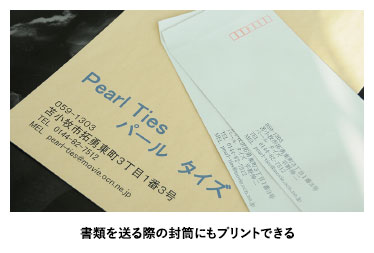 Pearl Ties
パール タイズ
059-1303
苫小牧市拓勇東町3丁目1番3号
TEL 0144-82-7512
MEL pearl-ties@movie.ocn.ne.jp
書類を送る際の封筒にもプリントできる